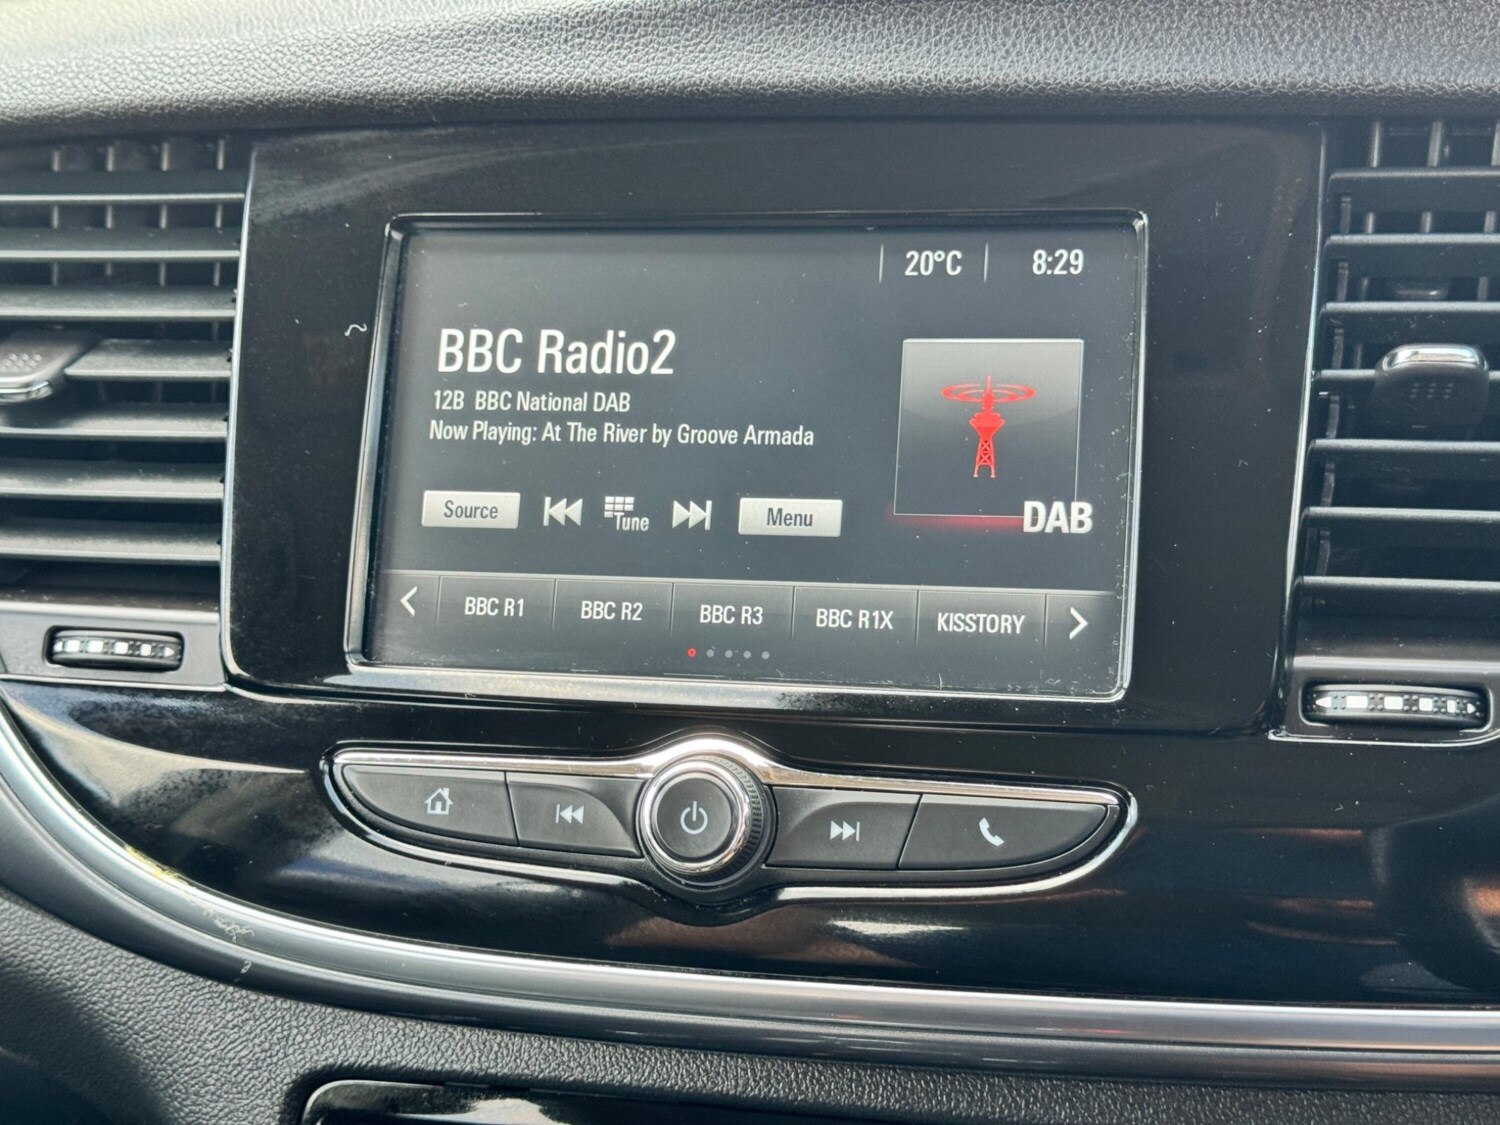 20°C 8:29
BBC Radio2
12B BBC National DAB
Now Playing: At The River by Groove Armada
Source Tune Menu
DAB
BBC R1 BBC R2 BBC R3 BBC R1X KISSTORY